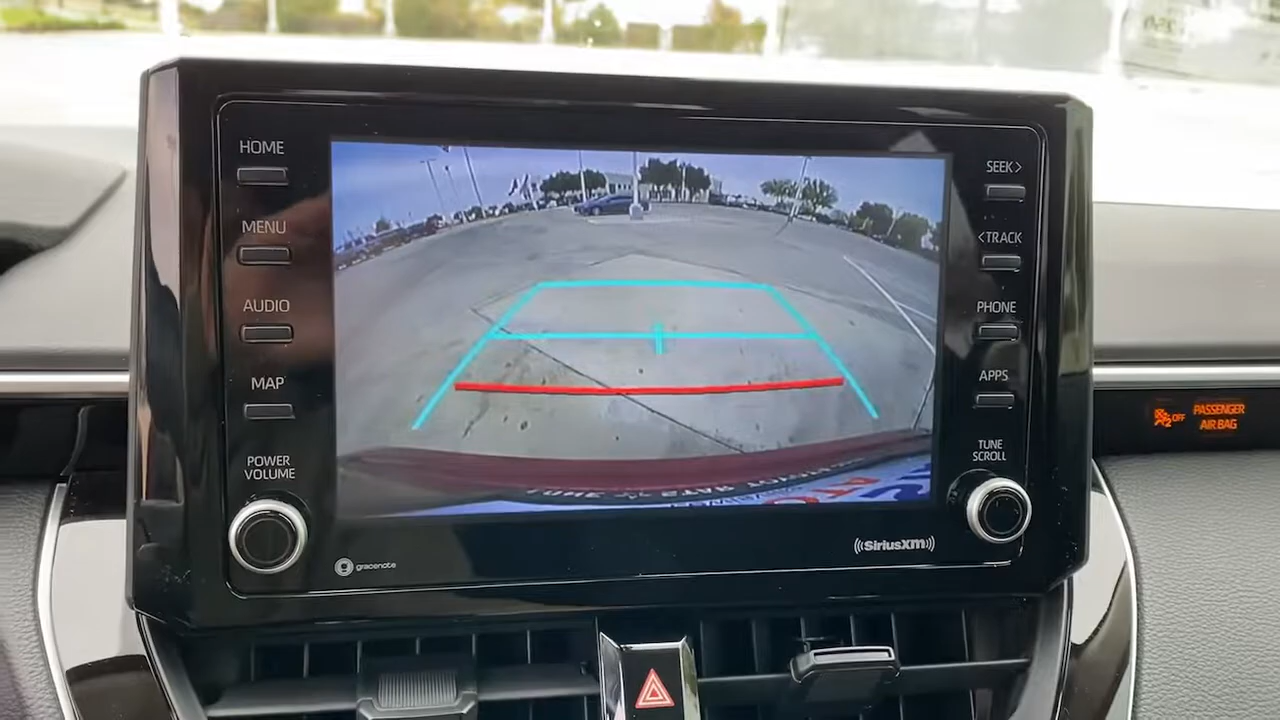 HOME
MENU
AUDIO
MAP
POWER
VOLUME
SEEK>
<TRACK
PHONE
APPS
TUNE
SCROLL
gracenote
((SiriusXM))
OFF
PASSENGER
AIR BAG